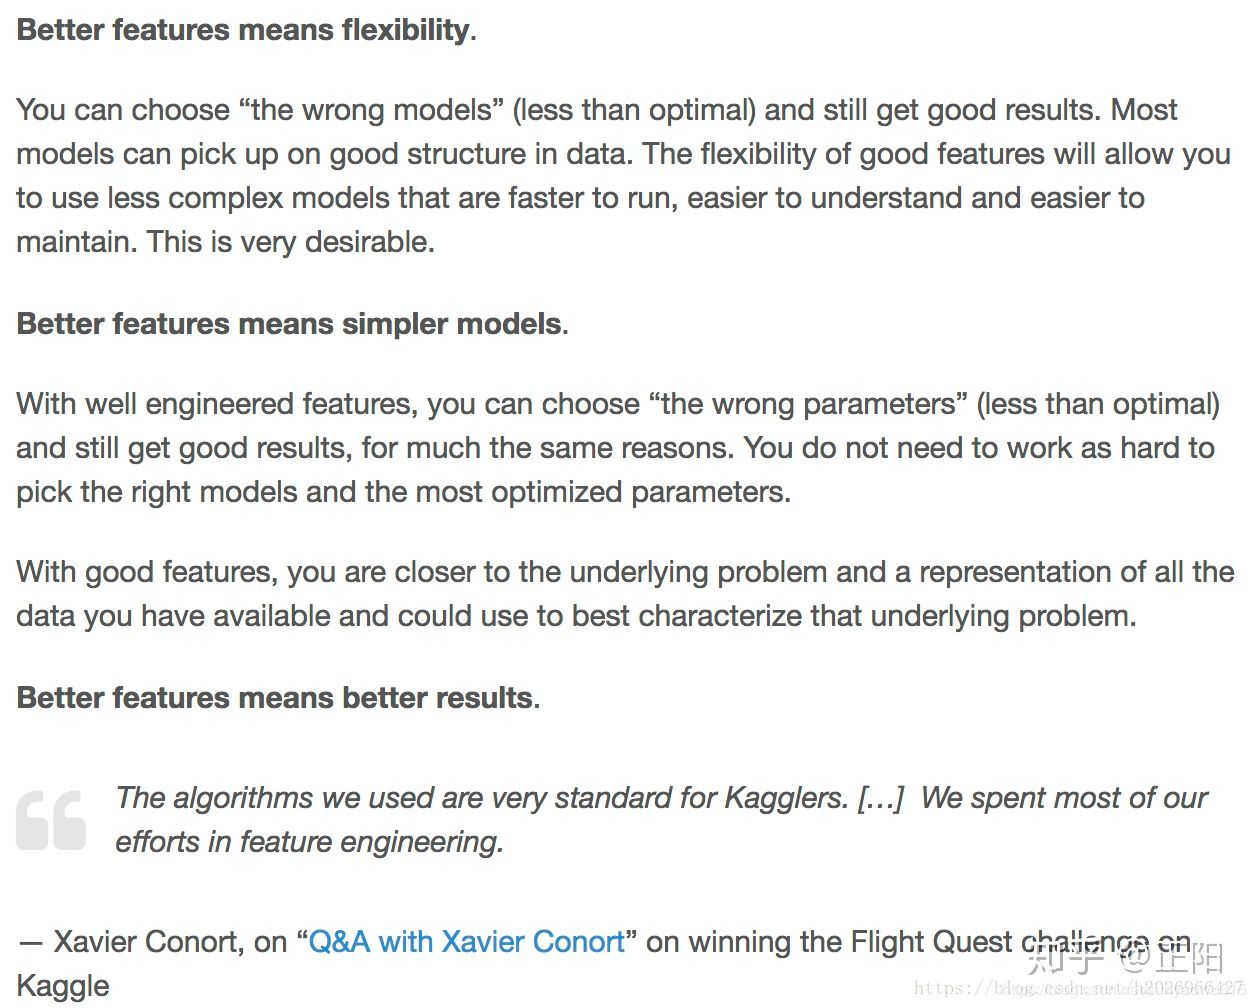 Better features means flexibility.
You can choose “the wrong models” (less than optimal) and still get good results. Most
models can pick up on good structure in data. The flexibility of good features will allow you
to use less complex models that are faster to run, easier to understand and easier to
maintain. This is very desirable.
Better features means simpler models.
With well engineered features, you can choose “the wrong parameters” (less than optimal)
and still get good results, for much the same reasons. You do not need to work as hard to
pick the right models and the most optimized parameters.
With good features, you are closer to the underlying problem and a representation of all the
data you have available and could use to best characterize that underlying problem.
Better features means better results.
The algorithms we used are very standard for Kagglers. […]  We spent most of our
efforts in feature engineering.
— Xavier Conort, on “Q&A with Xavier Conort” on winning the Flight Quest challenge on
Kaggle
知乎 @正阳
https://blog.csdn.net/h2026966427